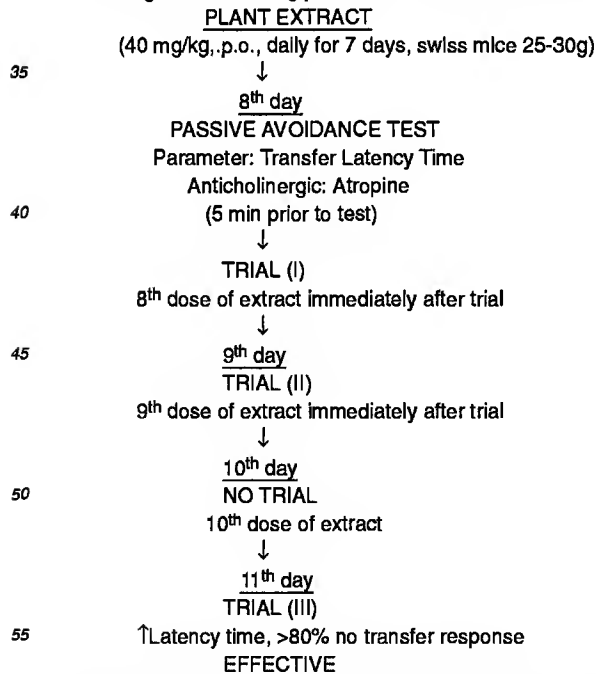 PLANT EXTRACT
(40 mg/kg,.p.o., daily for 7 days, swiss mice 25-30g)
35
↓
8th day
PASSIVE AVOIDANCE TEST
Parameter: Transfer Latency Time
Anticholinergic: Atropine
40 (5 min prior to test)
↓
TRIAL (I)
8th dose of extract immediately after trial
↓
45 9th day
TRIAL (II)
9th dose of extract immediately after trial
↓
10th day
50 NO TRIAL
10th dose of extract
↓
11th day
TRIAL (III)
55 ↑Latency time, >80% no transfer response
EFFECTIVE